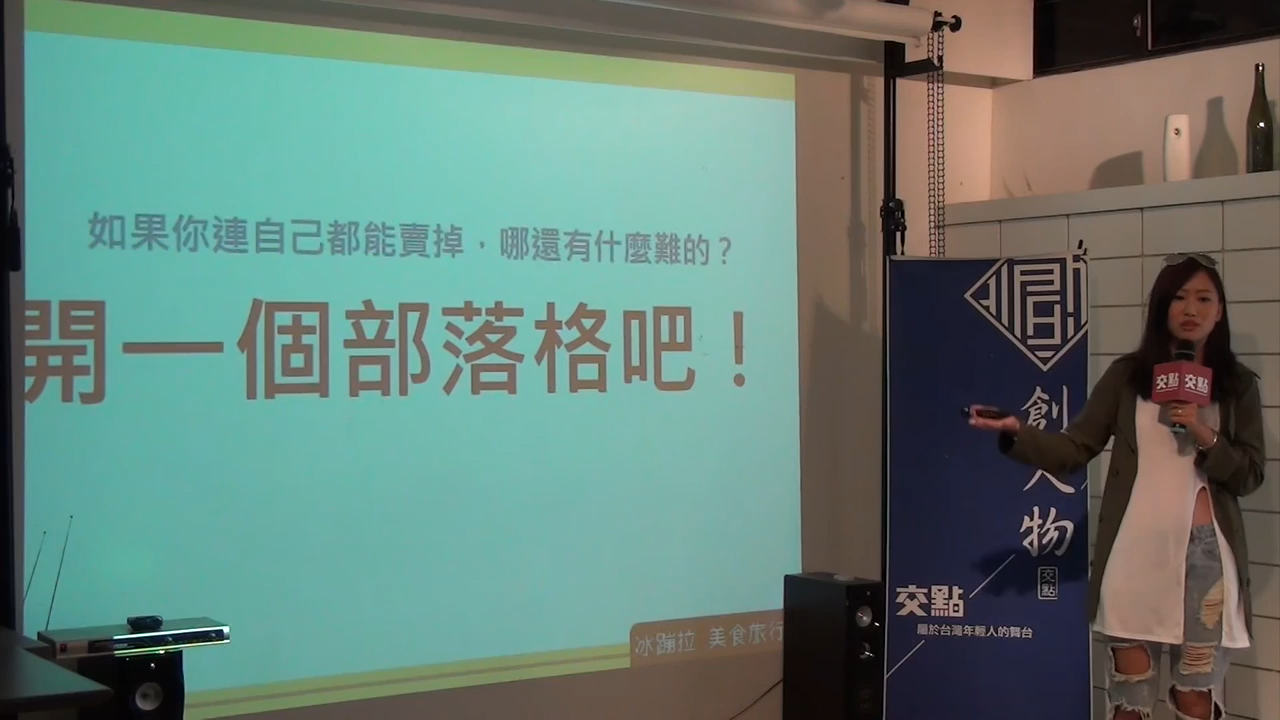 如果你連自己都能賣掉，哪還有什麼難的？
開一個部落格吧！
冰蹦拉 美食旅行
創
人
物
交點
交點
屬於台灣年輕人的舞台
交點 交點